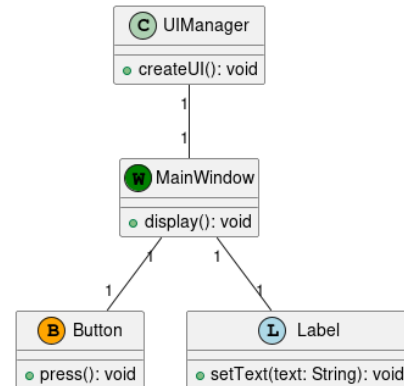 C UIManager
createUI(): void
1
1
W MainWindow
display(): void
1 1
1 1
B Button
L Label
press(): void
setText(text: String): void